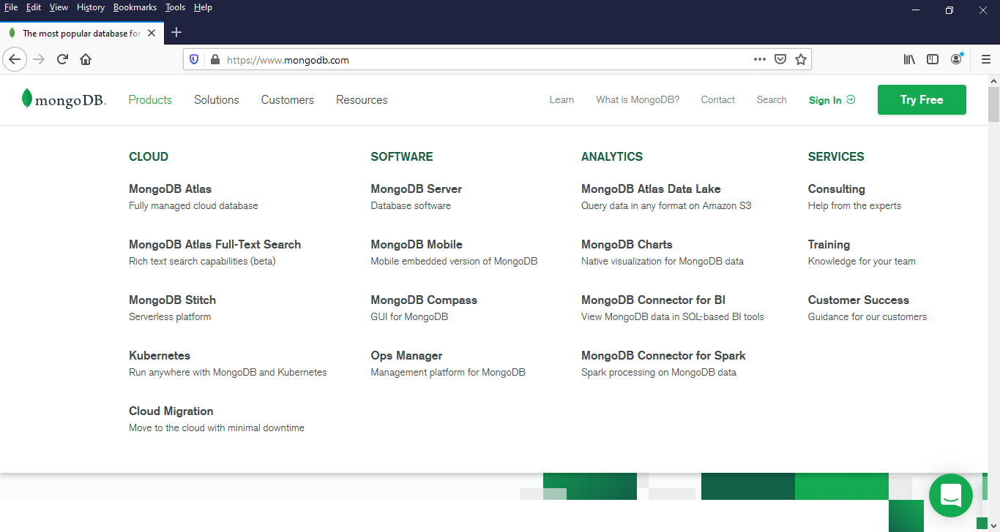 File Edit View History Bookmarks Tools Help
The most popular database for
https://www.mongodb.com
mongoDB. Products Solutions Customers Resources Learn What is MongoDB? Contact Search Sign In Try Free
CLOUD
MongoDB Atlas
Fully managed cloud database
MongoDB Atlas Full-Text Search
Rich text search capabilities (beta)
MongoDB Stitch
Serverless platform
Kubernetes
Run anywhere with MongoDB and Kubernetes
Cloud Migration
Move to the cloud with minimal downtime
SOFTWARE
MongoDB Server
Database software
MongoDB Mobile
Mobile embedded version of MongoDB
MongoDB Compass
GUI for MongoDB
Ops Manager
Management platform for MongoDB
ANALYTICS
MongoDB Atlas Data Lake
Query data in any format on Amazon S3
MongoDB Charts
Native visualization for MongoDB data
MongoDB Connector for BI
View MongoDB data in SQL-based BI tools
MongoDB Connector for Spark
Spark processing on MongoDB data
SERVICES
Consulting
Help from the experts
Training
Knowledge for your team
Customer Success
Guidance for our customers